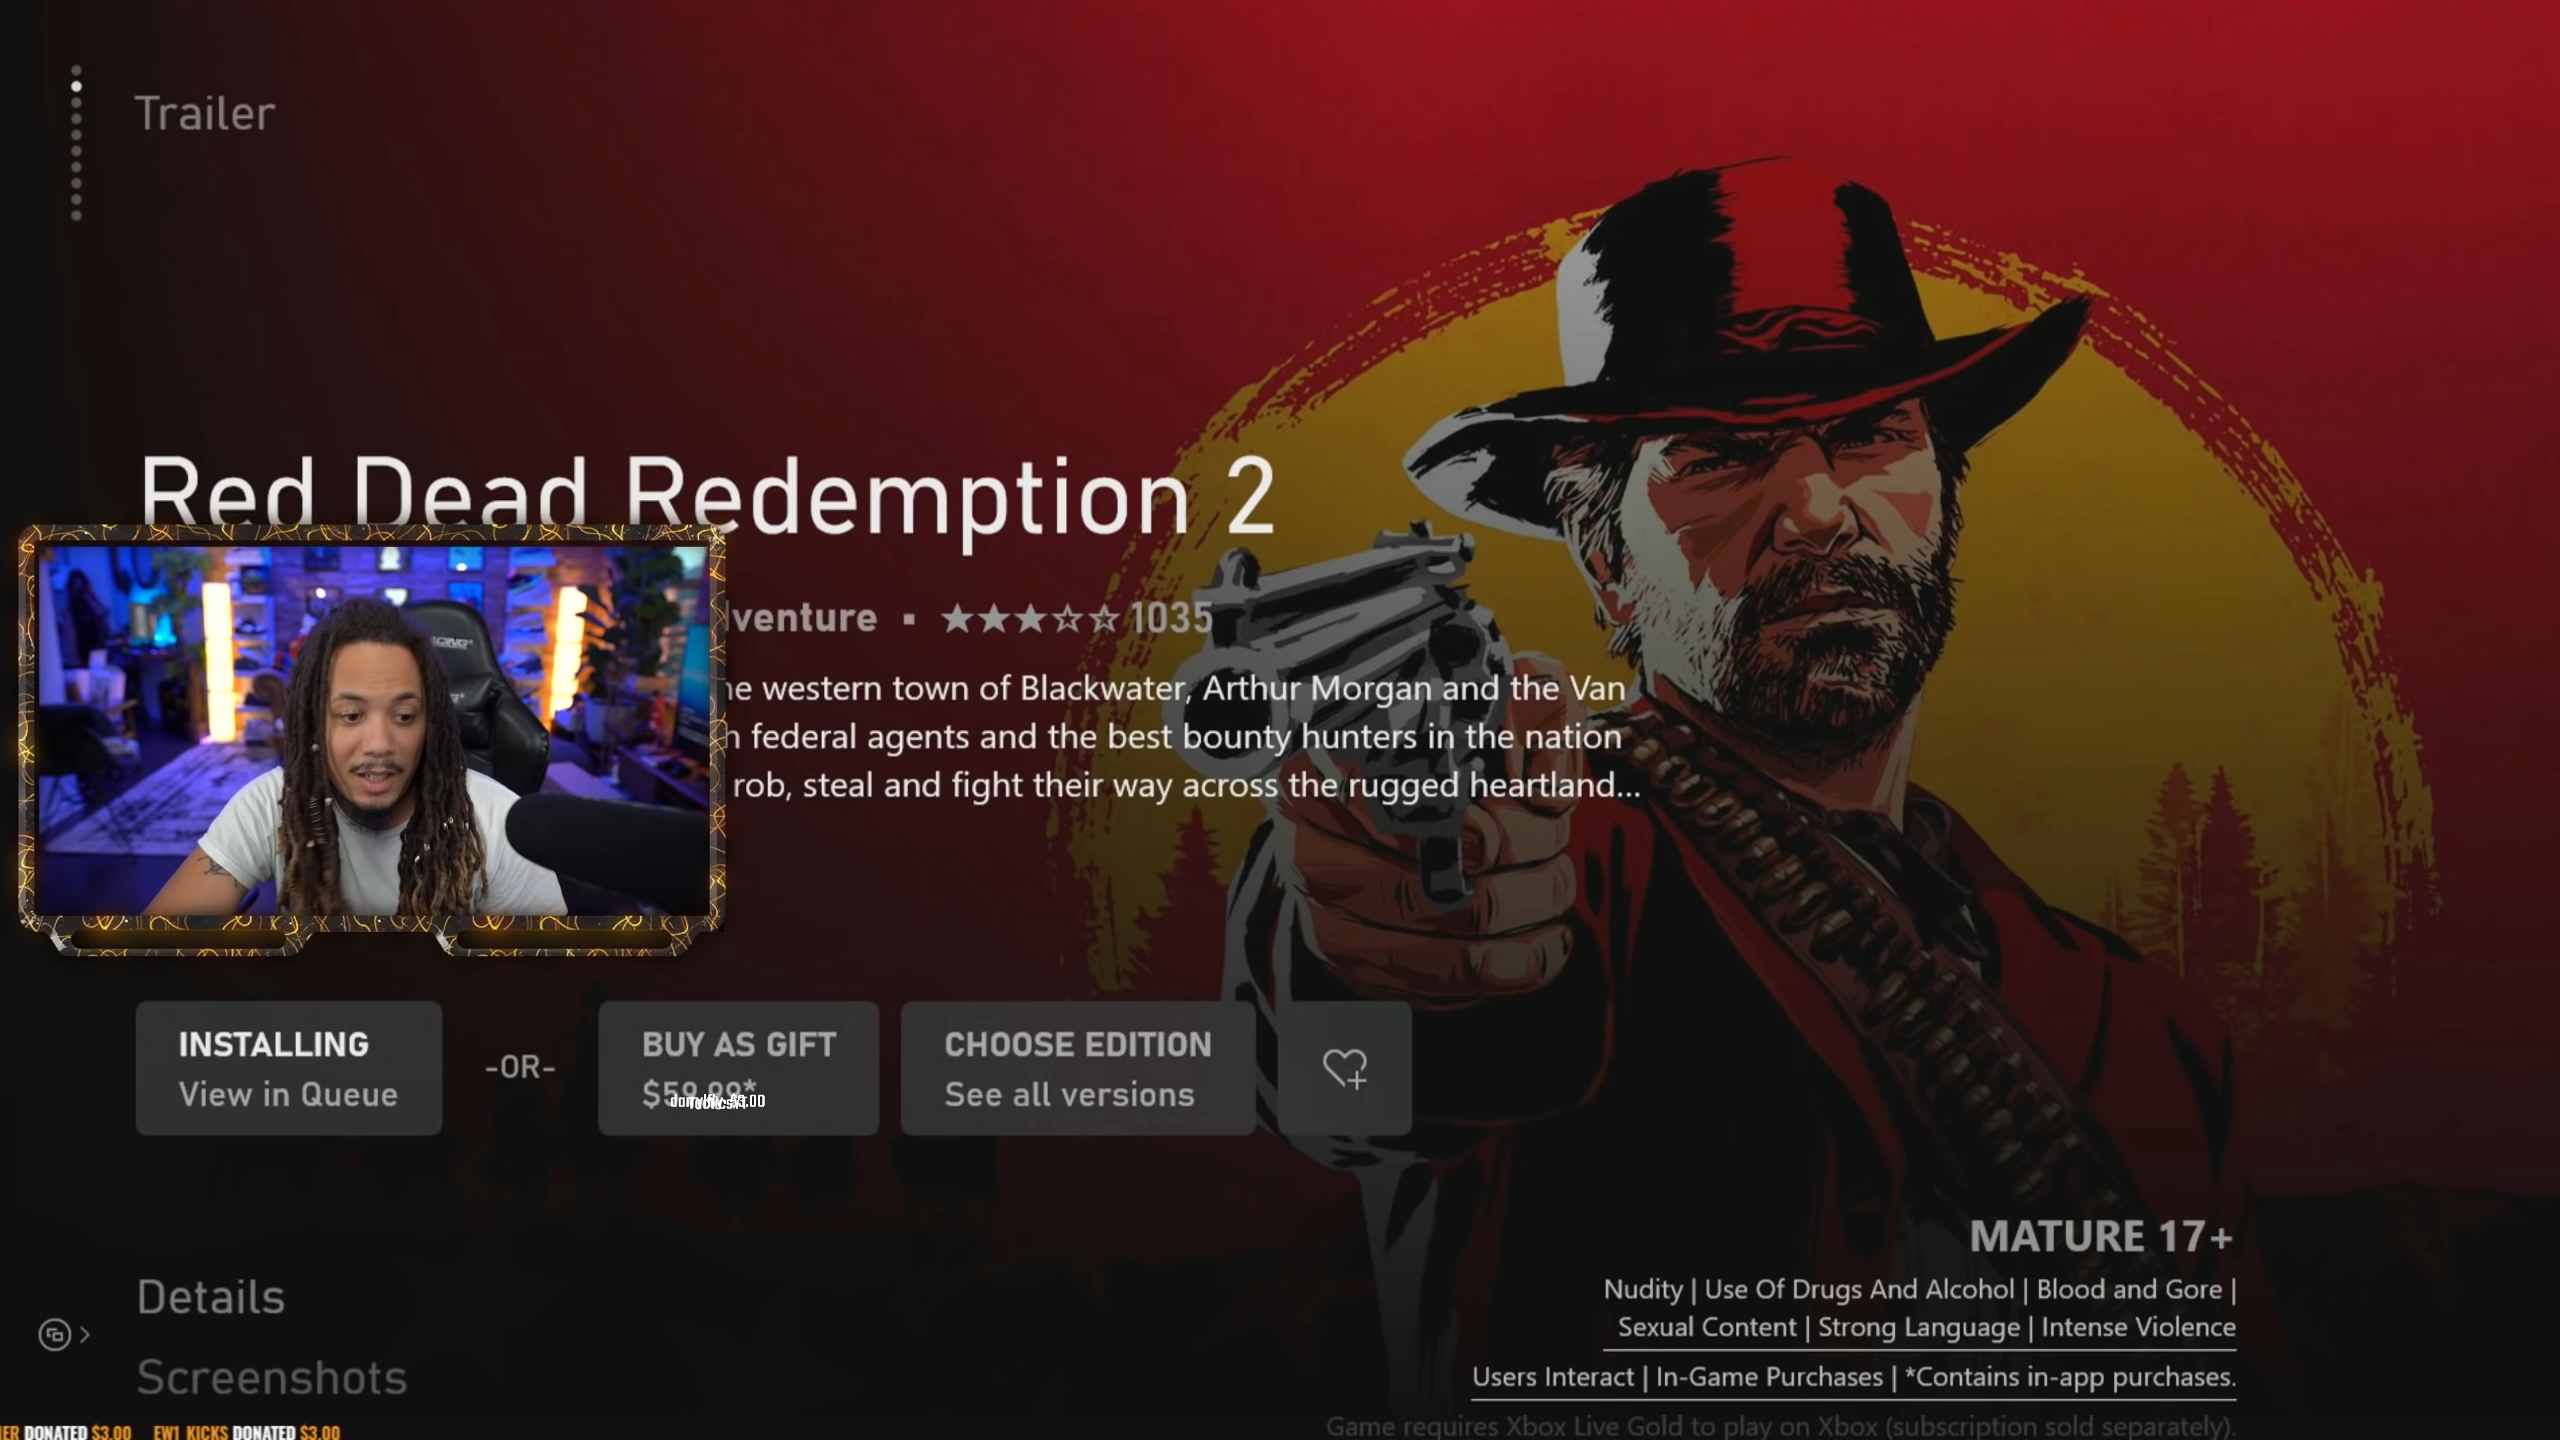 Trailer
Red Dead Redemption 2
venture ▪ ★★★☆☆ 1035
he western town of Blackwater, Arthur Morgan and the Van
federal agents and the best bounty hunters in the nation
rob, steal and fight their way across the rugged heartland...
INSTALLING
View in Queue
-OR-
BUY AS GIFT
$59.99*
CHOOSE EDITION
See all versions
MATURE 17+
Nudity | Use Of Drugs And Alcohol | Blood and Gore |
Sexual Content | Strong Language | Intense Violence
Users Interact | In-Game Purchases | *Contains in-app purchases.
Game requires Xbox Live Gold to play on Xbox (subscription sold separately).
Details
Screenshots
IER DONATED $3.00 EW1_KICKS DONATED $3.00